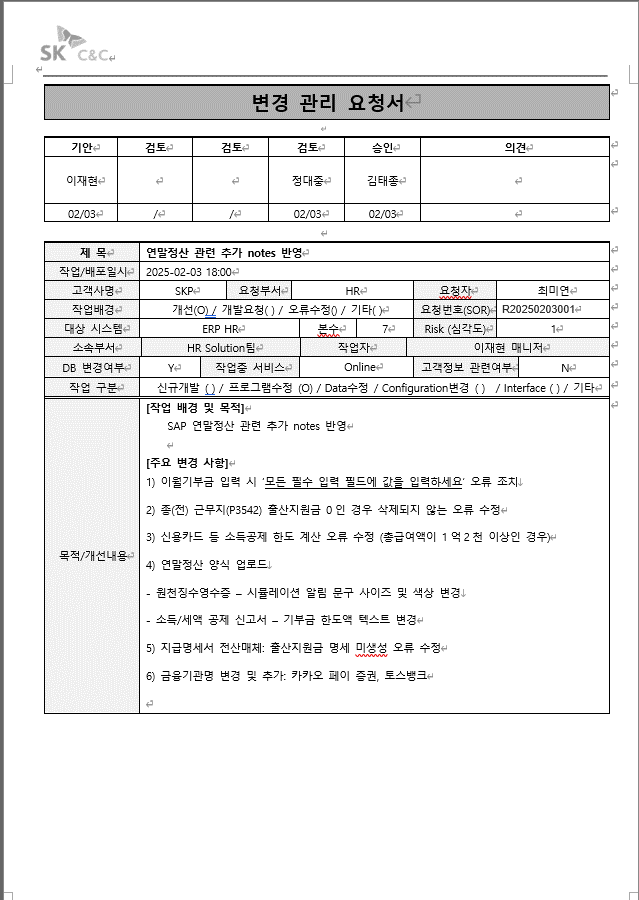 SK C&C
변경 관리 요청서
기안 검토 검토 검토 승인 의견
이재현 정대중 김태종
02/03 / / 02/03 02/03
제 목 연말정산 관련 추가 notes 반영
작업/배포일시 2025-02-03 18:00
고객사명 SKP 요청부서 HR 요청자 최미연
작업배경 개선(O) / 개발요청( ) / 오류수정() / 기타( ) 요청번호(SOR) R20250203001
대상 시스템 ERP HR 본수 7 Risk (심각도) 1
소속부서 HR Solution팀 작업자 이재현 매니저
DB 변경여부 Y 작업중 서비스 Online 고객정보 관련여부 N
작업 구분 신규개발 ( ) / 프로그램수정 (O) / Data수정 / Configuration변경 ( ) / Interface ( ) / 기타
목적/개선내용
[작업 배경 및 목적]
SAP 연말정산 관련 추가 notes 반영
[주요 변경 사항]
1) 이월기부금 입력 시 '모든 필수 입력 필드에 값을 입력하세요' 오류 조치
2) 종(전) 근무지(P3542) 출산지원금 0 인 경우 삭제되지 않는 오류 수정
3) 신용카드 등 소득공제 한도 계산 오류 수정 (총급여액이 1 억 2 천 이상인 경우)
4) 연말정산 양식 업로드
- 원천징수영수증 – 시뮬레이션 알림 문구 사이즈 및 색상 변경
- 소득/세액 공제 신고서 – 기부금 한도액 텍스트 변경
5) 지급명세서 전산매체: 출산지원금 명세 미생성 오류 수정
6) 금융기관명 변경 및 추가: 카카오 페이 증권, 토스뱅크